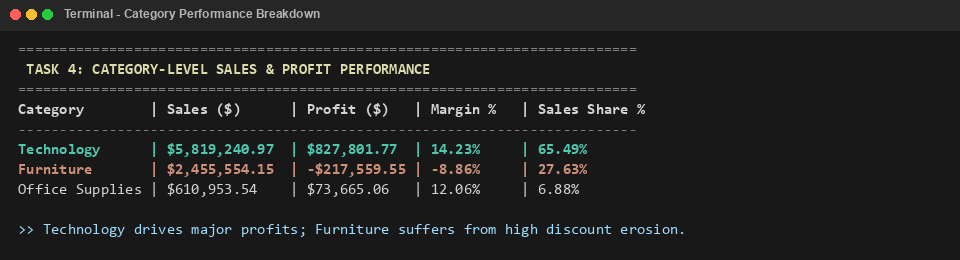 Terminal - Category Performance Breakdown
===========================================================================
TASK 4: CATEGORY-LEVEL SALES & PROFIT PERFORMANCE
===========================================================================
Category        | Sales ($)      | Profit ($)   | Margin %   | Sales Share %
---------------------------------------------------------------------------
Technology      | $5,819,240.97  | $827,801.77  | 14.23%     | 65.49%
Furniture       | $2,455,554.15  | -$217,559.55 | -8.86%     | 27.63%
Office Supplies | $610,953.54    | $73,665.06   | 12.06%     | 6.88%
>> Technology drives major profits; Furniture suffers from high discount erosion.